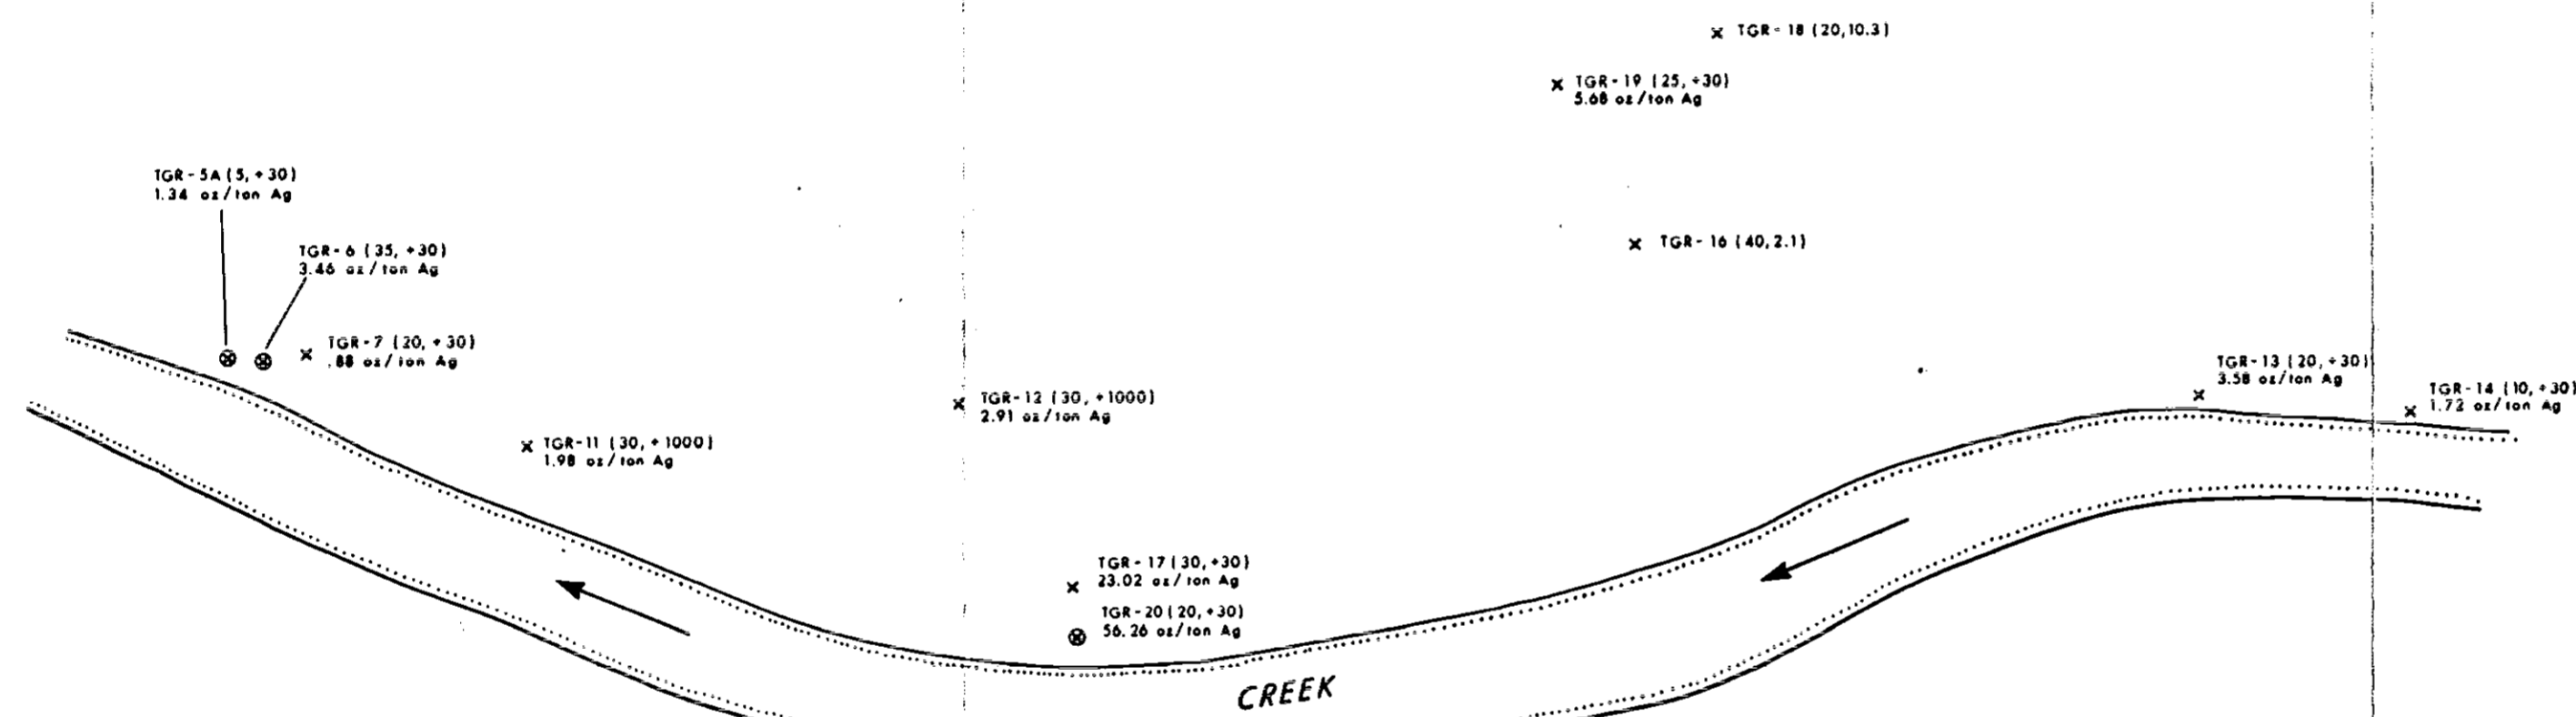 TGR-18 (20,10.3)
TGR-19 (25, +30)
5.68 oz/ton Ag
TGR-5A (5, +30)
1.34 oz/ton Ag
TGR-6 (35, +30)
3.46 oz/ton Ag
TGR-16 (40,2.1)
TGR-7 (20, +30)
.88 oz/ton Ag
TGR-13 (20, +30)
3.58 oz/ton Ag
TGR-14 (10, +30)
1.72 oz/ton Ag
TGR-12 (30, +1000)
2.91 oz/ton Ag
TGR-11 (30, +1000)
1.98 oz/ton Ag
TGR-17 (30, +30)
23.02 oz/ton Ag
TGR-20 (20, +30)
56.26 oz/ton Ag
CREEK